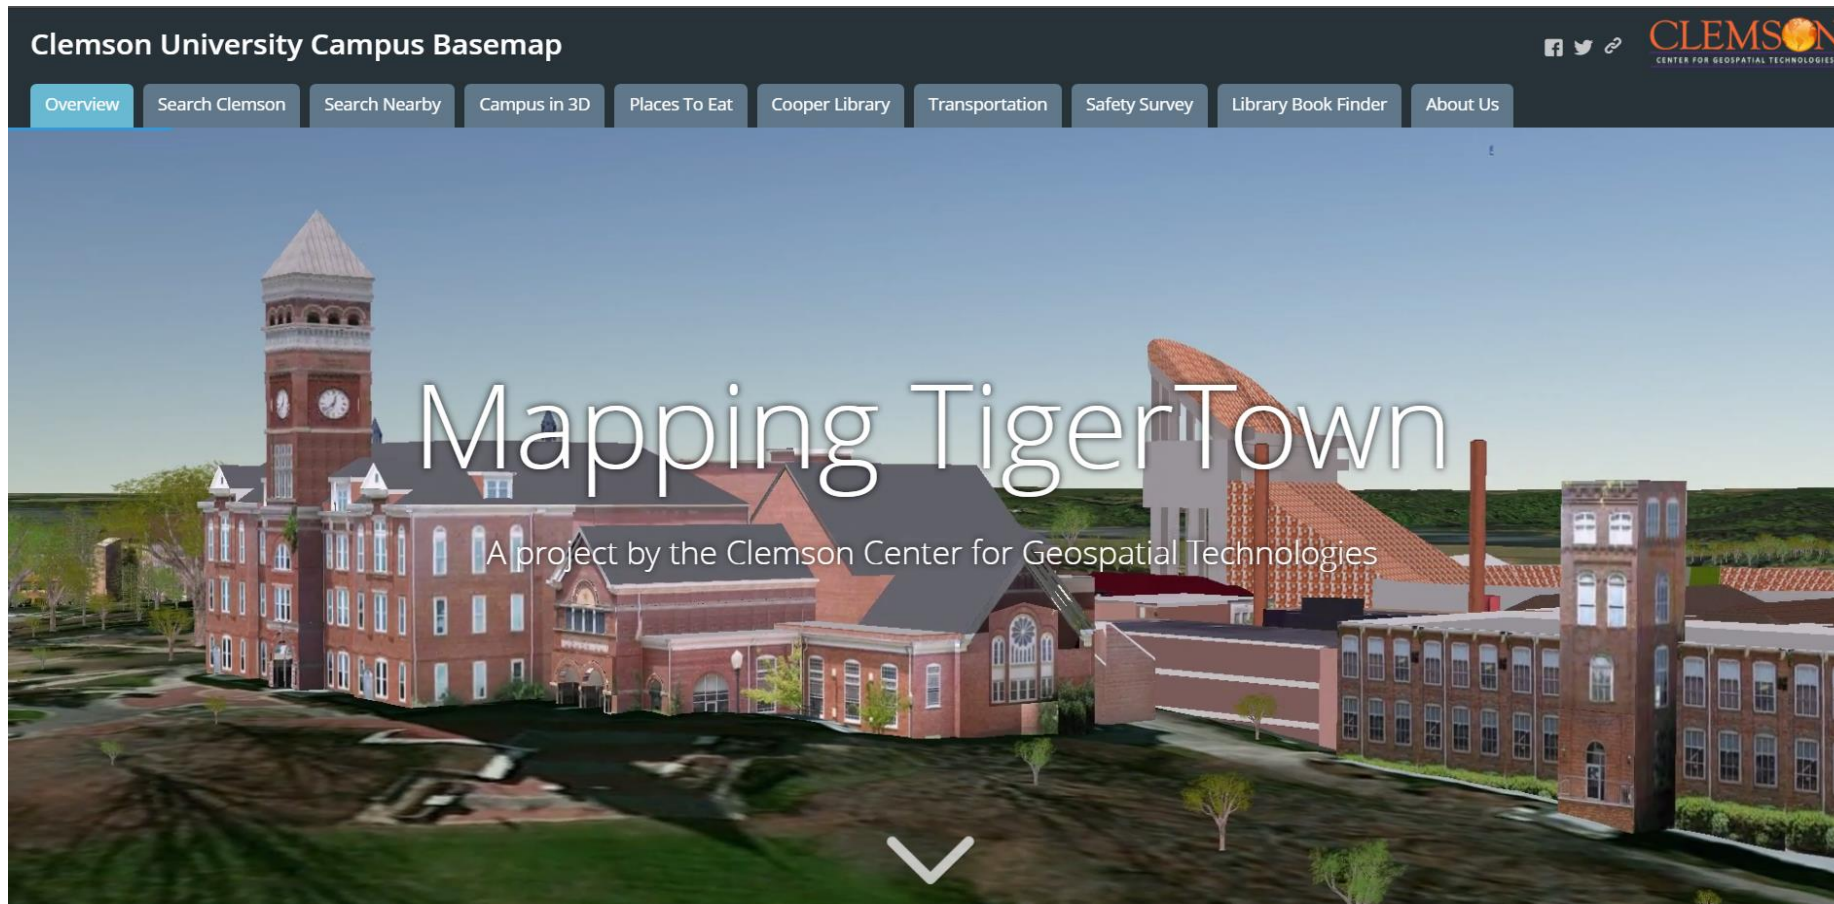 Clemson University Campus Basemap
CLEMSON
CENTER FOR GEOSPATIAL TECHNOLOGIES
Overview
Search Clemson
Search Nearby
Campus in 3D
Places To Eat
Cooper Library
Transportation
Safety Survey
Library Book Finder
About Us
Mapping TigerTown
A project by the Clemson Center for Geospatial Technologies